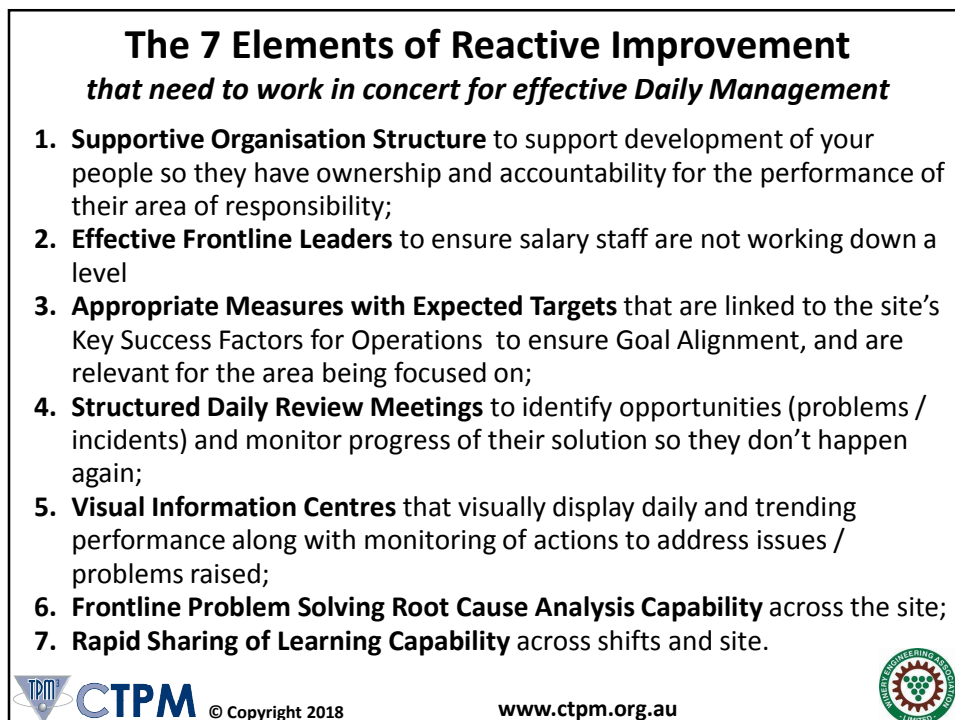 The 7 Elements of Reactive Improvement
that need to work in concert for effective Daily Management
1. Supportive Organisation Structure to support development of your
people so they have ownership and accountability for the performance of
their area of responsibility;
2. Effective Frontline Leaders to ensure salary staff are not working down a
level
3. Appropriate Measures with Expected Targets that are linked to the site's
Key Success Factors for Operations to ensure Goal Alignment, and are
relevant for the area being focused on;
4. Structured Daily Review Meetings to identify opportunities (problems /
incidents) and monitor progress of their solution so they don't happen
again;
5. Visual Information Centres that visually display daily and trending
performance along with monitoring of actions to address issues /
problems raised;
6. Frontline Problem Solving Root Cause Analysis Capability across the site;
7. Rapid Sharing of Learning Capability across shifts and site.
TPM3 CTPM © Copyright 2018 www.ctpm.org.au
WINERY ENGINEERING ASSOCIATION
LIMITED